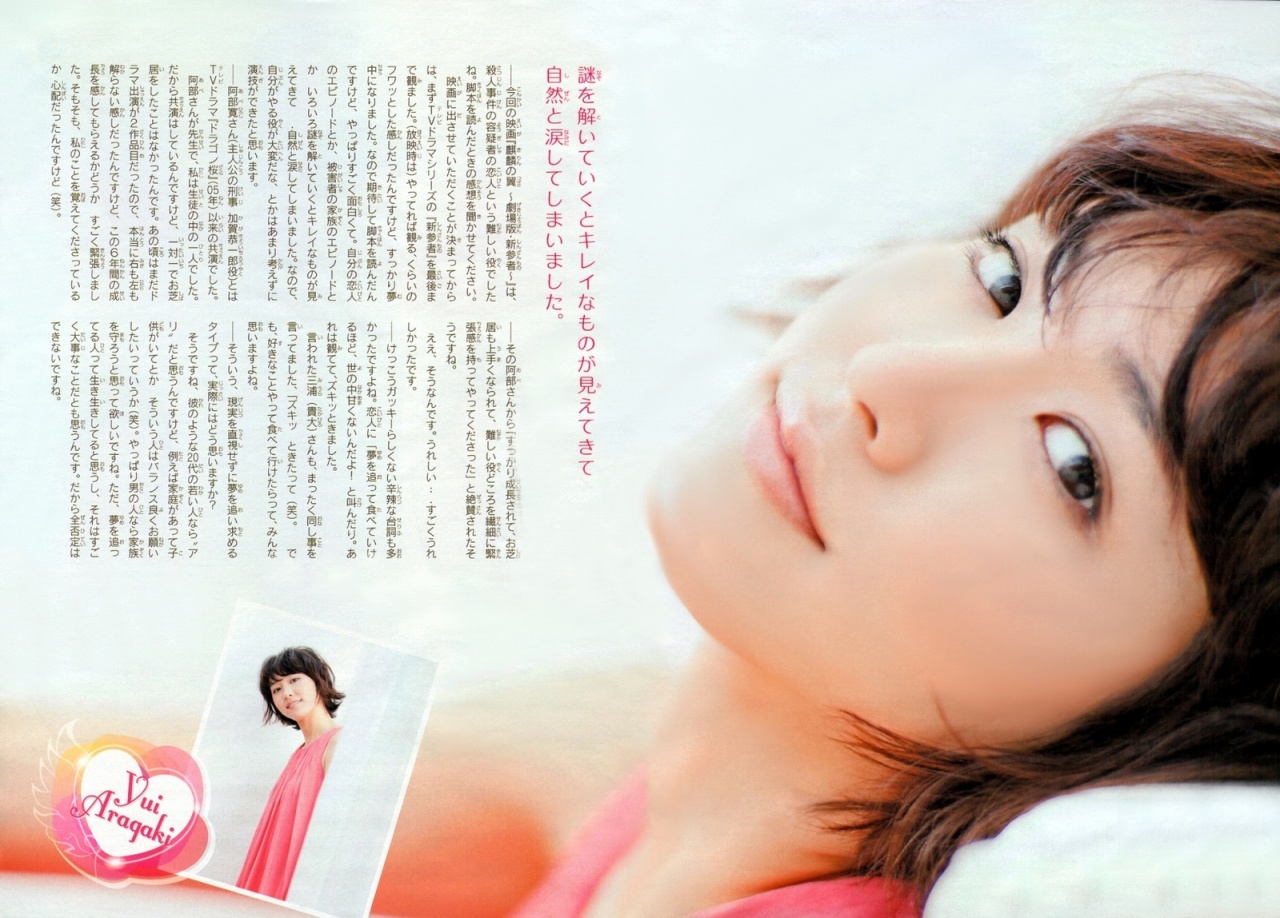 謎を解いていくとキレイなものが見えてきて
自然と涙してしまいました。
――今回の映画『麒麟の翼 ～劇場版・新参者～』は、
殺人事件の容疑者の恋人という難しい役でした
ね。脚本を読んだときの感想を聞かせてください。
映画に出させていただくことが決まってから
は、まずTVドラマシリーズの『新参者』を最後ま
で観ました。（放映時は）やってれば観る、くらいの
フワッとした感じだったんですけど、すっかり夢
中になりました。なので期待して脚本を読んだん
ですけど、やっぱりすごく面白くて。自分の恋人
のエピソードとか、被害者の家族のエピソードと
か いろいろ謎を解いていくとキレイなものが見
えてきて 自然と涙してしまいました。なので、
自分がやる役が大変だな、とかはあまり考えずに
演技ができたと思います。
――阿部寛さん（主人公の刑事 加賀恭一郎役）とは
TVドラマ『ドラゴン桜』（'05年）以来の共演でした。
阿部さんが先生で、私は生徒の中の一人でした。
だから共演はしているんですけど、一対一でお芝
居をしたことはなかったんです。あの頃はまだド
ラマ出演が2作品目だったので、本当に右も左も
解らない感じだったんですけど、この6年間の成
長を感じてもらえるかどうか すごく緊張しまし
た。そもそも、私のことを覚えてくださっている
か 心配だったんですけど（笑）。
――その阿部さんから「すっかり成長されて、お芝
居も上手くなられて、難しい役どころを繊細に緊
張感を持ってやってくださった」と絶賛されたそ
うですね。
ええ、そうなんです。うれしい…すごくうれ
しかったです。
――けっこうガッキーらしくない辛辣な台詞も多
かったですよね。恋人に「夢を追って食べていけ
るほど、世の中甘くないんだよ！」と叫んだり。あ
れは観てて、ズキッときました。
言われた三浦（貴大）さんも、まったく同じ事を
言ってました、「ズキッ ときたって（笑）。 で
も、好きなことやって食べて行けたらって、みんな
思いますよね。
――そういう、現実を直視せずに夢を追い求める
タイプって、実際にはどう思いますか？
そうですね、彼のような20代の若い人なら〝ア
リ〟だと思うんですけど、例えば家庭があって子
供がいてとか そういう人はバランス良くお願い
したいっていうか（笑）。やっぱり男の人なら家族
を守ろうと思って欲しいですね。ただ、夢を追っ
てる人って生き生きしてると思うし、それはすご
く大事なことだとも思うんです。だから全否定は
できないですね。
Yui
Aragaki